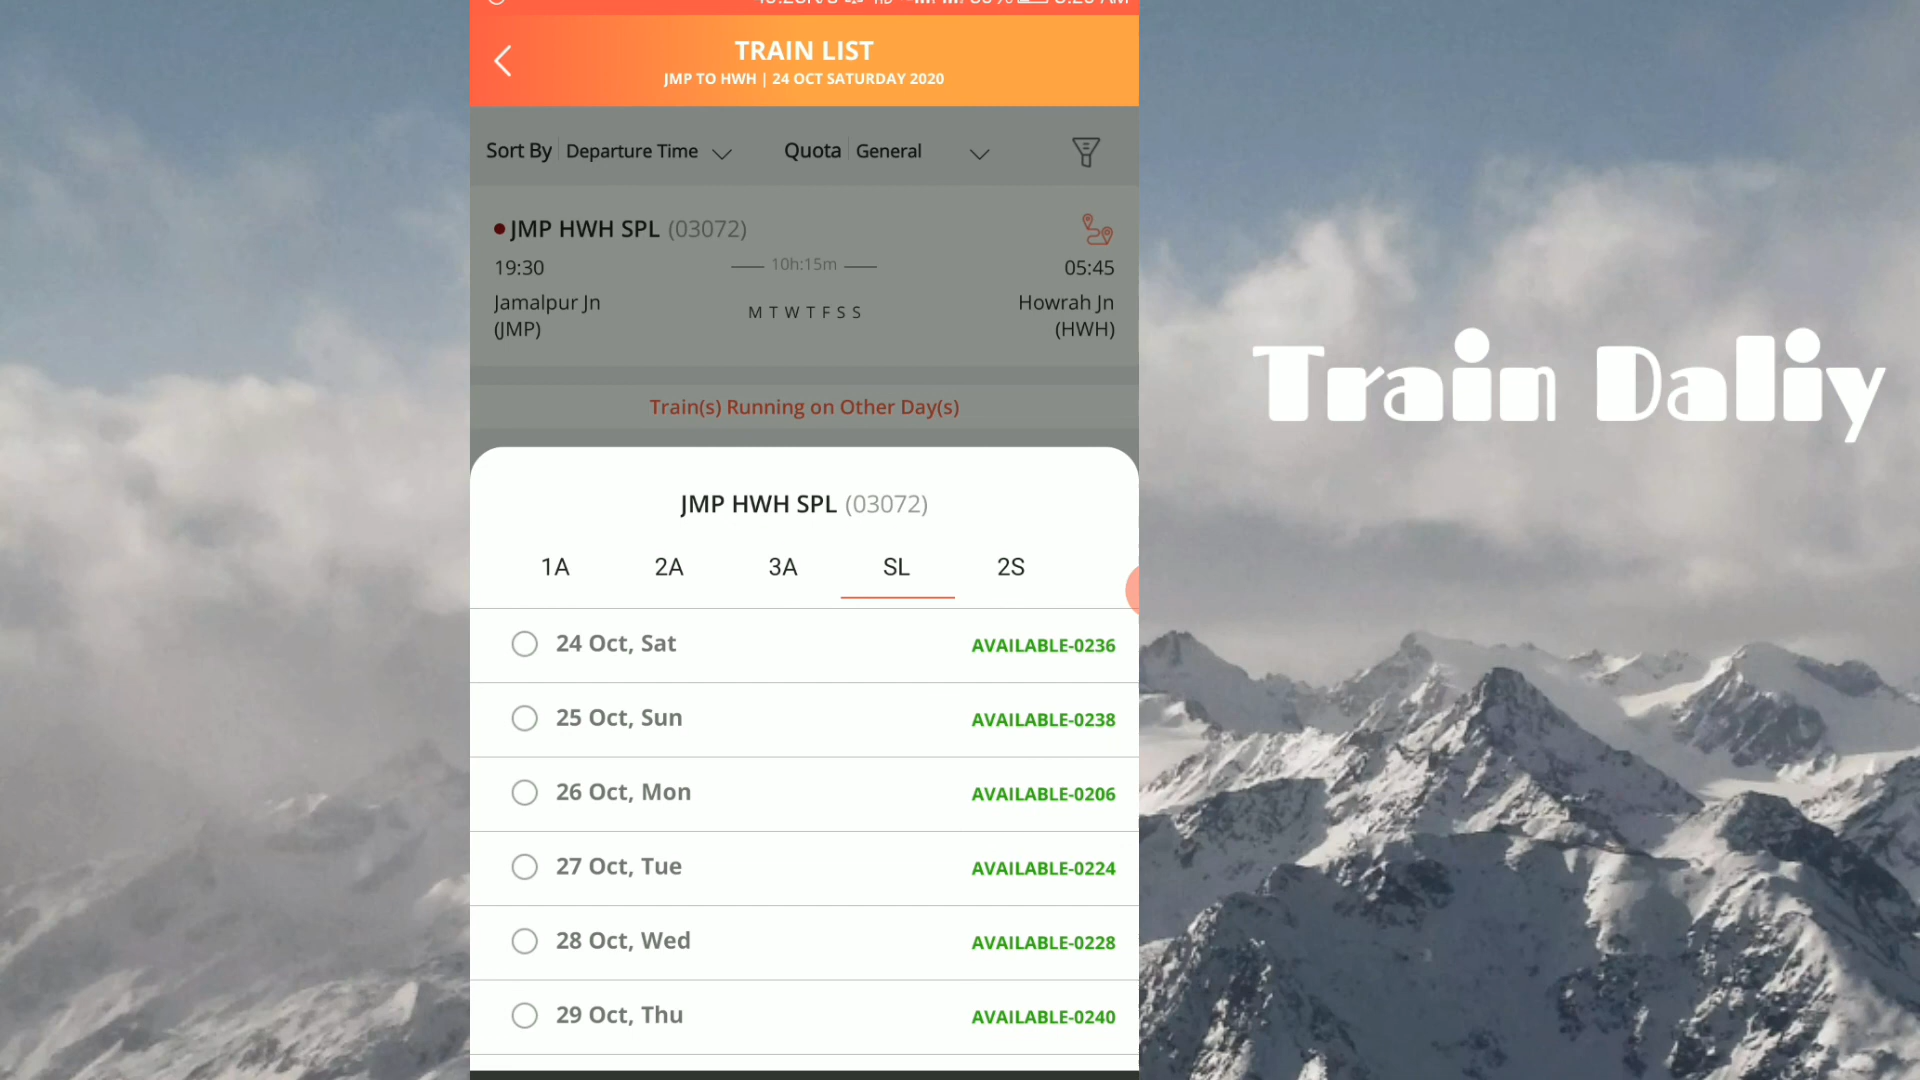 TRAIN LIST
JMP TO HWH | 24 OCT SATURDAY 2020
Sort By Departure Time Quota General
JMP HWH SPL (03072)
19:30 10h:15m 05:45
Jamalpur Jn M T W T F S S Howrah Jn
(JMP) (HWH)
Train(s) Running on Other Day(s)
JMP HWH SPL (03072)
1A 2A 3A SL 2S
24 Oct, Sat AVAILABLE-0236
25 Oct, Sun AVAILABLE-0238
26 Oct, Mon AVAILABLE-0206
27 Oct, Tue AVAILABLE-0224
28 Oct, Wed AVAILABLE-0228
29 Oct, Thu AVAILABLE-0240
Train Daliy